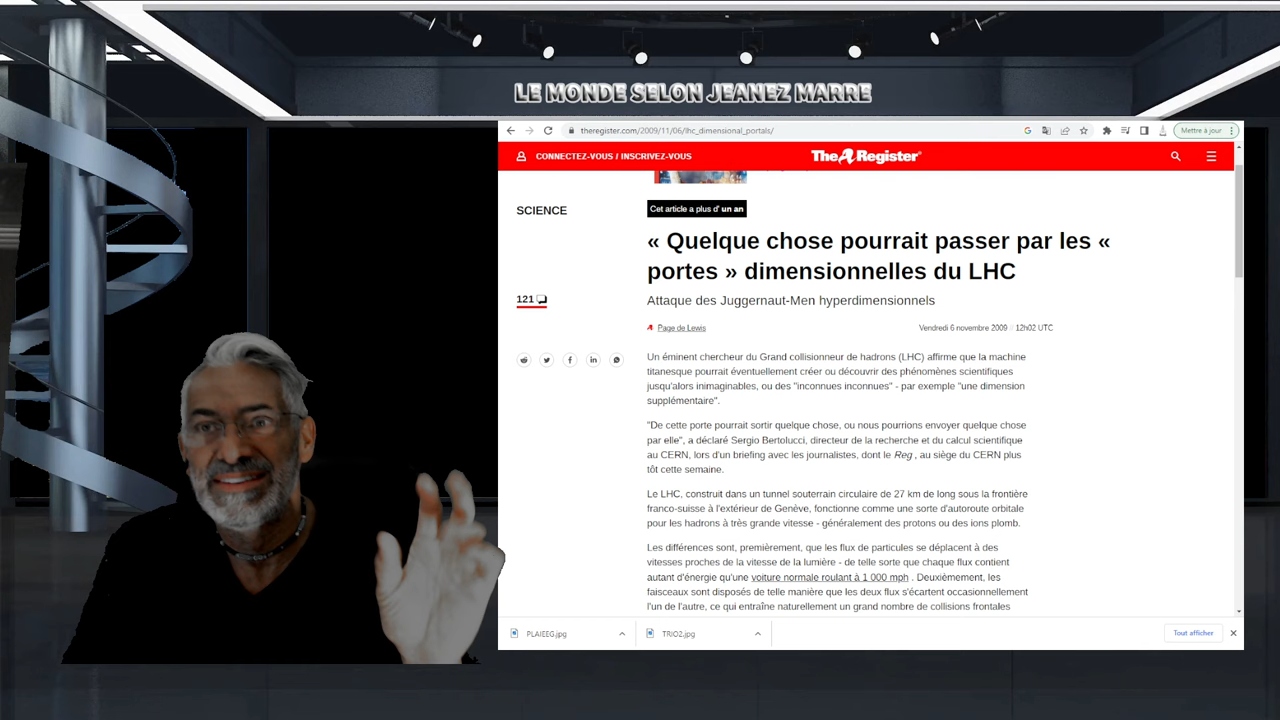 LE MONDE SELON JEANEZ MARRE
theregister.com/2009/11/06/lhc_dimensional_portals/
Mettre à jour
CONNECTEZ-VOUS / INSCRIVEZ-VOUS
The Register
SCIENCE
Cet article a plus d' un an
« Quelque chose pourrait passer par les «
portes » dimensionnelles du LHC
121
Attaque des Juggernaut-Men hyperdimensionnels
Page de Lewis
Vendredi 6 novembre 2009 // 12h02 UTC
Un éminent chercheur du Grand collisionneur de hadrons (LHC) affirme que la machine
titanesque pourrait éventuellement créer ou découvrir des phénomènes scientifiques
jusqu'alors inimaginables, ou des "inconnues inconnues" - par exemple "une dimension
supplémentaire".
"De cette porte pourrait sortir quelque chose, ou nous pourrions envoyer quelque chose
par elle", a déclaré Sergio Bertolucci, directeur de la recherche et du calcul scientifique
au CERN, lors d'un briefing avec les journalistes, dont le Reg , au siège du CERN plus
tôt cette semaine.
Le LHC, construit dans un tunnel souterrain circulaire de 27 km de long sous la frontière
franco-suisse à l'extérieur de Genève, fonctionne comme une sorte d'autoroute orbitale
pour les hadrons à très grande vitesse - généralement des protons ou des ions plomb.
Les différences sont, premièrement, que les flux de particules se déplacent à des
vitesses proches de la vitesse de la lumière - de telle sorte que chaque flux contient
autant d'énergie qu'une voiture normale roulant à 1 000 mph . Deuxièmement, les
faisceaux sont disposés de telle manière que les deux flux s'écartent occasionnellement
l'un de l'autre, ce qui entraîne naturellement un grand nombre de collisions frontales
PLAIEEG.jpg
TRIO2.jpg
Tout afficher